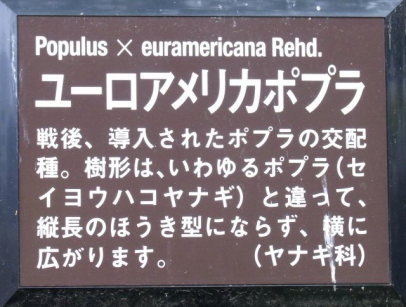 Populus × euramericana Rehd.
ユーロアメリカポプラ
戦後、導入されたポプラの交配
種。樹形は、いわゆるポプラ(セ
イヨウハコヤナギ)と違って、
縦長のほうき型にならず、横に
広がります。 (ヤナギ科)